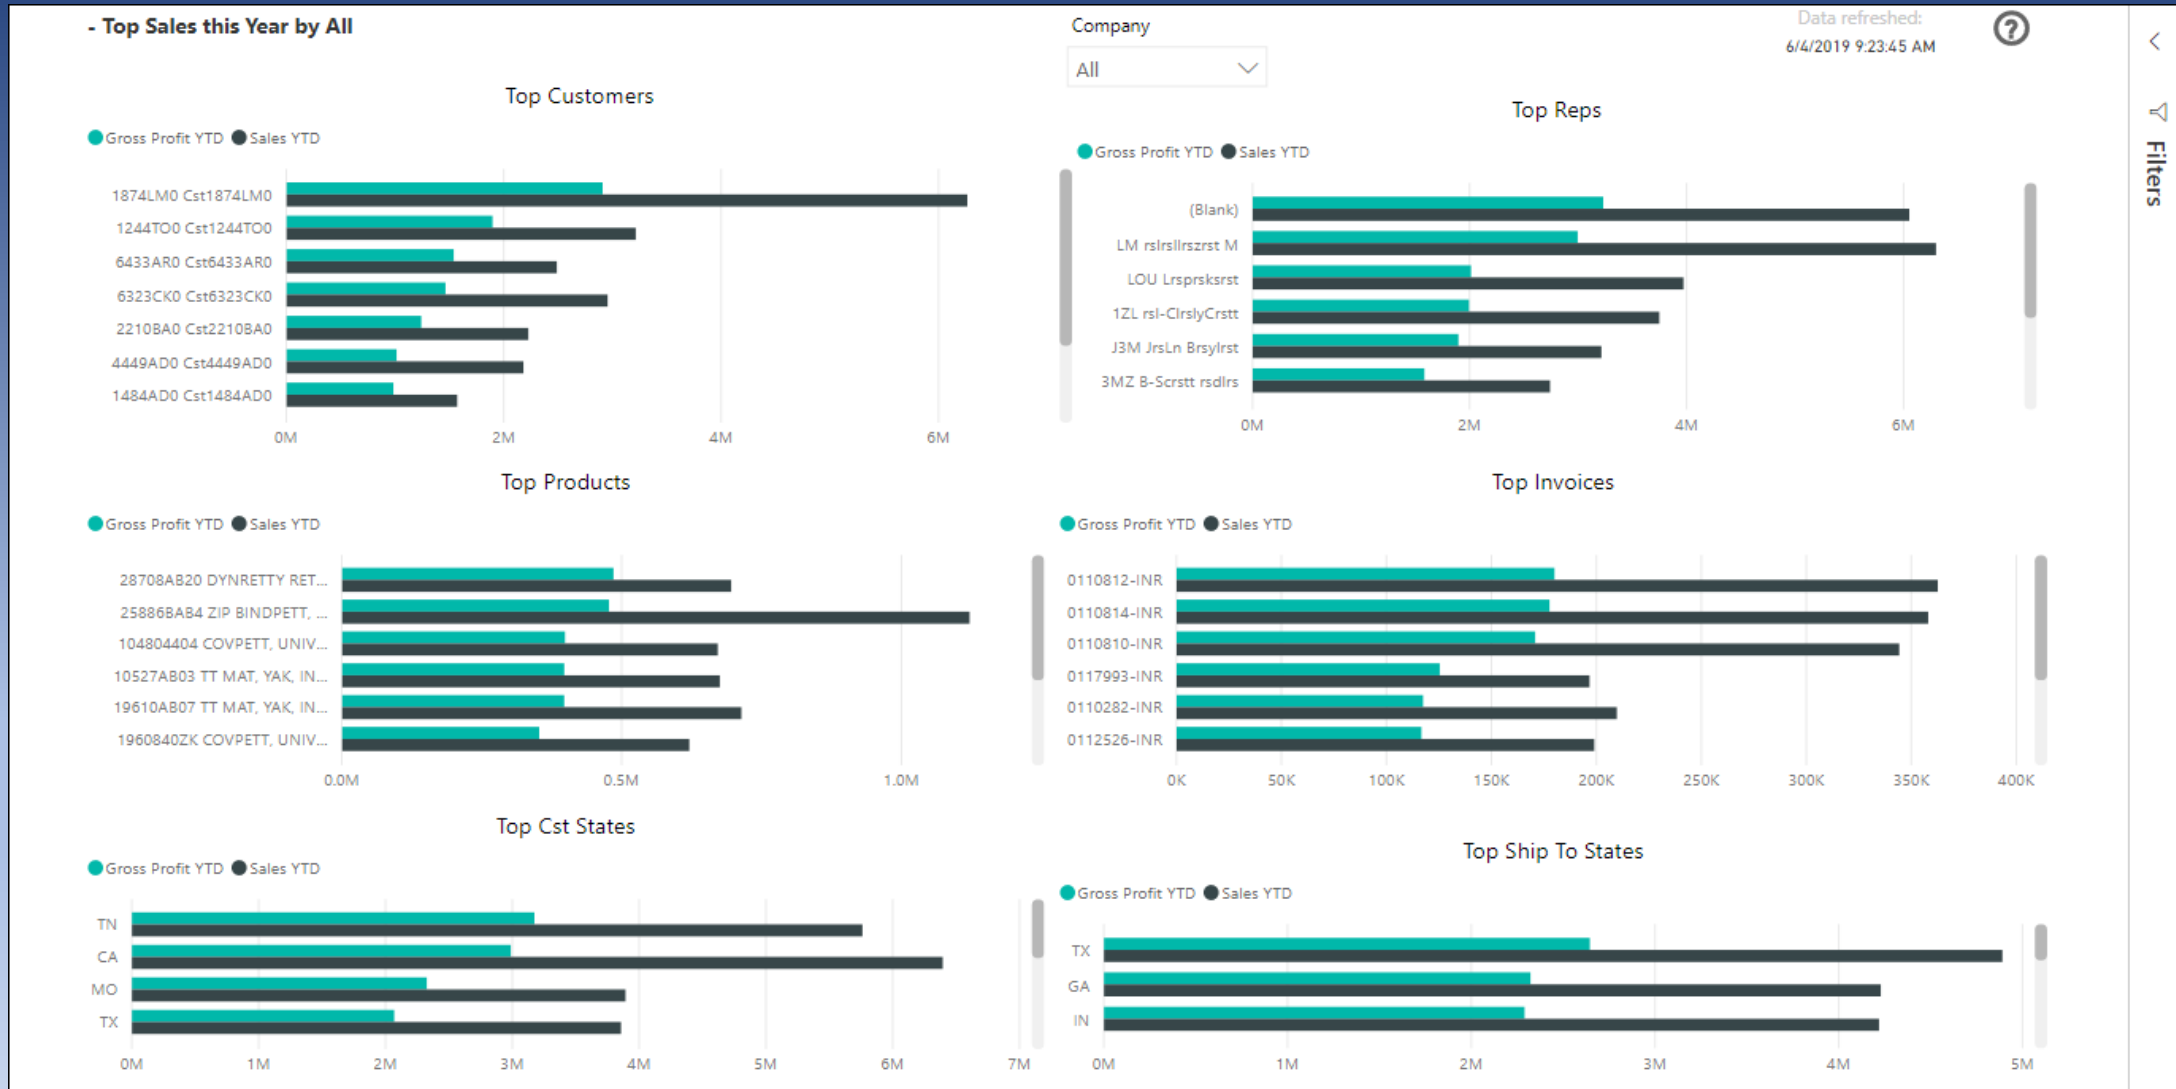 - Top Sales this Year by All
Company
All
Data refreshed:
6/4/2019 9:23:45 AM
?
Filters
Top Customers
Gross Profit YTD Sales YTD
1874LM0 Cst1874LM0
1244TO0 Cst1244TO0
6433AR0 Cst6433AR0
6323CK0 Cst6323CK0
2210BA0 Cst2210BA0
4449AD0 Cst4449AD0
1484AD0 Cst1484AD0
0M 2M 4M 6M
Top Reps
Gross Profit YTD Sales YTD
(Blank)
LM rslrsllrszrst M
LOU Lrsprsksrst
1ZL rsl-ClrslyCrstt
J3M JrsLn Brsylrst
3MZ B-Scrstt rsdlrs
0M 2M 4M 6M
Top Products
Gross Profit YTD Sales YTD
28708AB20 DYNRETTY RET...
25886BAB4 ZIP BINDPETT, ...
104804404 COVPETT, UNIV...
10527AB03 TT MAT, YAK, IN...
19610AB07 TT MAT, YAK, IN...
1960840ZK COVPETT, UNIV...
0.0M 0.5M 1.0M
Top Invoices
Gross Profit YTD Sales YTD
0110812-INR
0110814-INR
0110810-INR
0117993-INR
0110282-INR
0112526-INR
0K 50K 100K 150K 200K 250K 300K 350K 400K
Top Cst States
Gross Profit YTD Sales YTD
TN
CA
MO
TX
0M 1M 2M 3M 4M 5M 6M 7M
Top Ship To States
Gross Profit YTD Sales YTD
TX
GA
IN
0M 1M 2M 3M 4M 5M